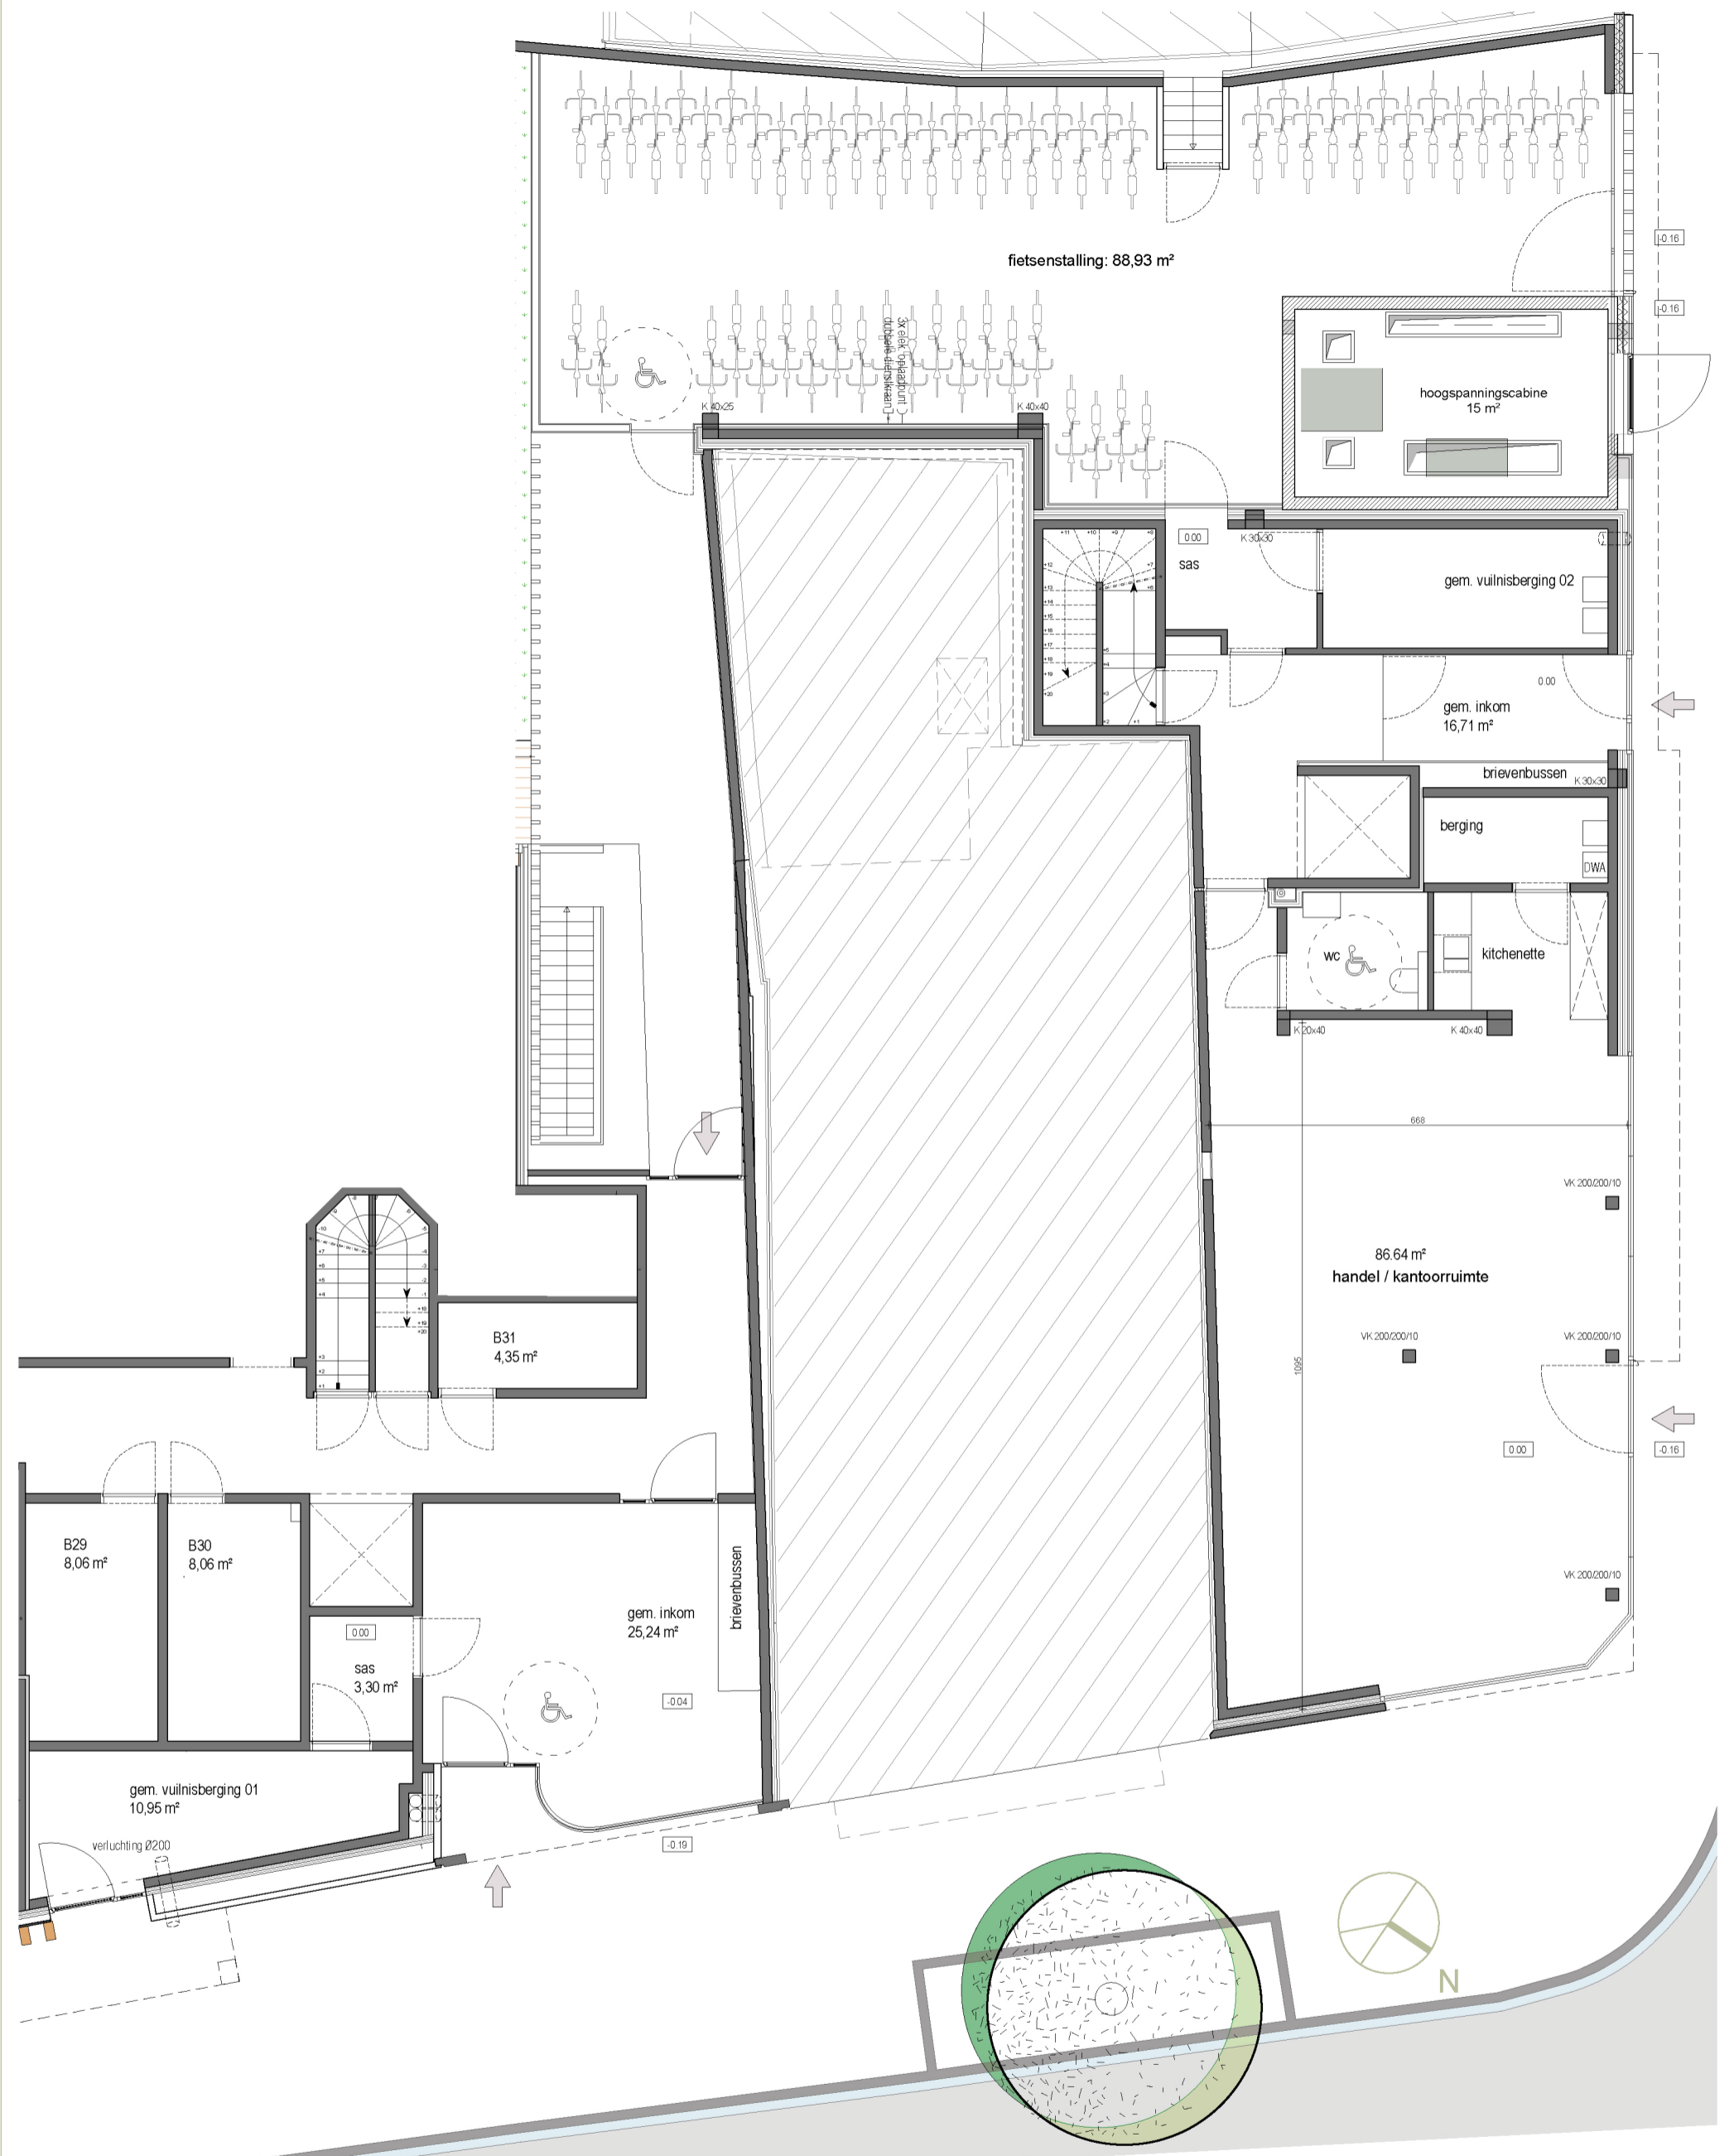 -0.16
fietsenstalling: 88,93 m²
-0.16
3x elek. oplaadpunt
dubbele dienstkraan
hoogspanningscabine
15 m²
K 40x25
K 40x40
0.00
K 30x30
sas
gem. vuilnisberging 02
0.00
gem. inkom
16,71 m²
brievenbussen
K 30x30
berging
DWA
wc
kitchenette
K 20x40
K 40x40
668
VK 200/200/10
86.64 m²
handel / kantoorruimte
VK 200/200/10
VK 200/200/10
1095
0.00
-0.16
VK 200/200/10
B31
4,35 m²
B29
8,06 m²
B30
8,06 m²
brievenbussen
gem. inkom
25,24 m²
0.00
sas
3,30 m²
-0.04
gem. vuilnisberging 01
10,95 m²
verluchting Ø200
-0.19
N